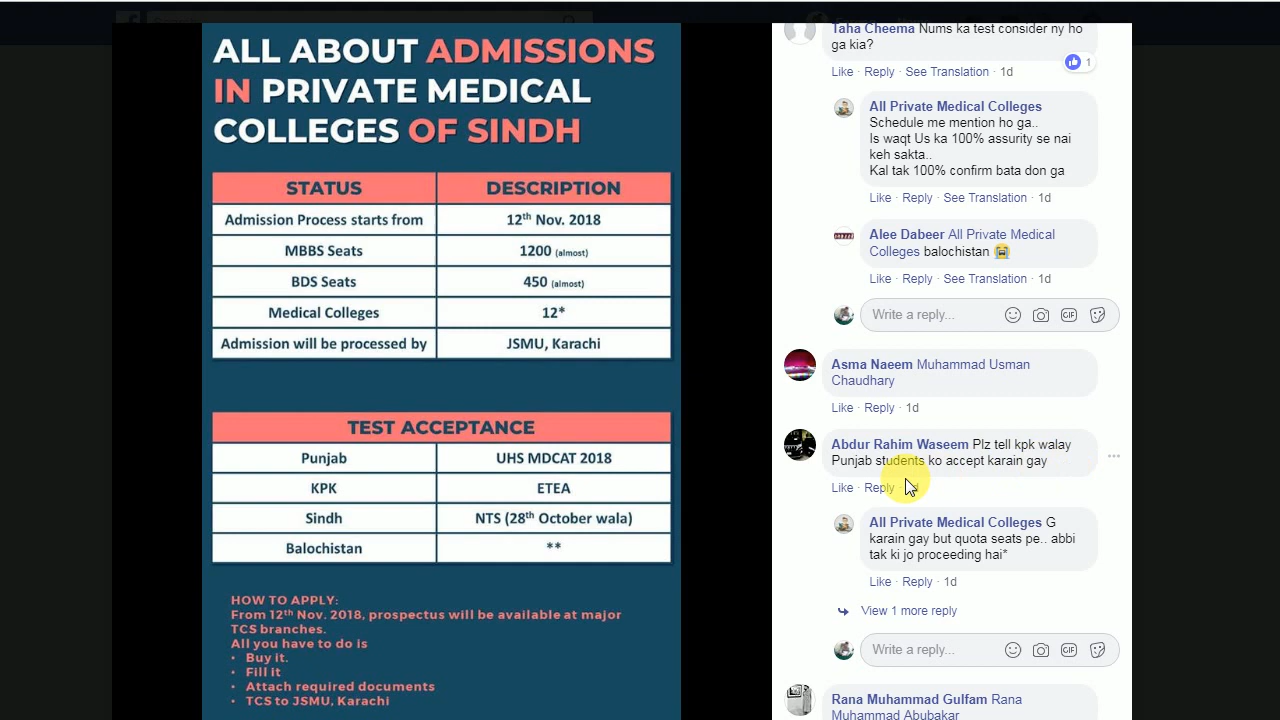 ALL ABOUT ADMISSIONS
IN PRIVATE MEDICAL
COLLEGES OF SINDH
STATUS DESCRIPTION
Admission Process starts from 12th Nov. 2018
MBBS Seats 1200 (almost)
BDS Seats 450 (almost)
Medical Colleges 12*
Admission will be processed by JSMU, Karachi
TEST ACCEPTANCE
Punjab UHS MDCAT 2018
KPK ETEA
Sindh NTS (28th October wala)
Balochistan **
HOW TO APPLY:
From 12th Nov. 2018, prospectus will be available at major
TCS branches.
All you have to do is
• Buy it.
• Fill it
• Attach required documents
• TCS to JSMU, Karachi
Taha Cheema Nums ka test consider ny ho
ga kia?
1
Like · Reply · See Translation · 1d
All Private Medical Colleges
Schedule me mention ho ga..
Is waqt Us ka 100% assurity se nai
keh sakta..
Kal tak 100% confirm bata don ga
Like · Reply · See Translation · 1d
Alee Dabeer All Private Medical
Colleges balochistan 😭
Like · Reply · See Translation · 1d
Write a reply...
GIF
Asma Naeem Muhammad Usman
Chaudhary
Like · Reply · 1d
Abdur Rahim Waseem Plz tell kpk walay
Punjab students ko accept karain gay
Like · Reply
All Private Medical Colleges G
karain gay but quota seats pe.. abbi
tak ki jo proceeding hai*
Like · Reply · 1d
View 1 more reply
Write a reply...
GIF
Rana Muhammad Gulfam Rana
Muhammad Abubakar